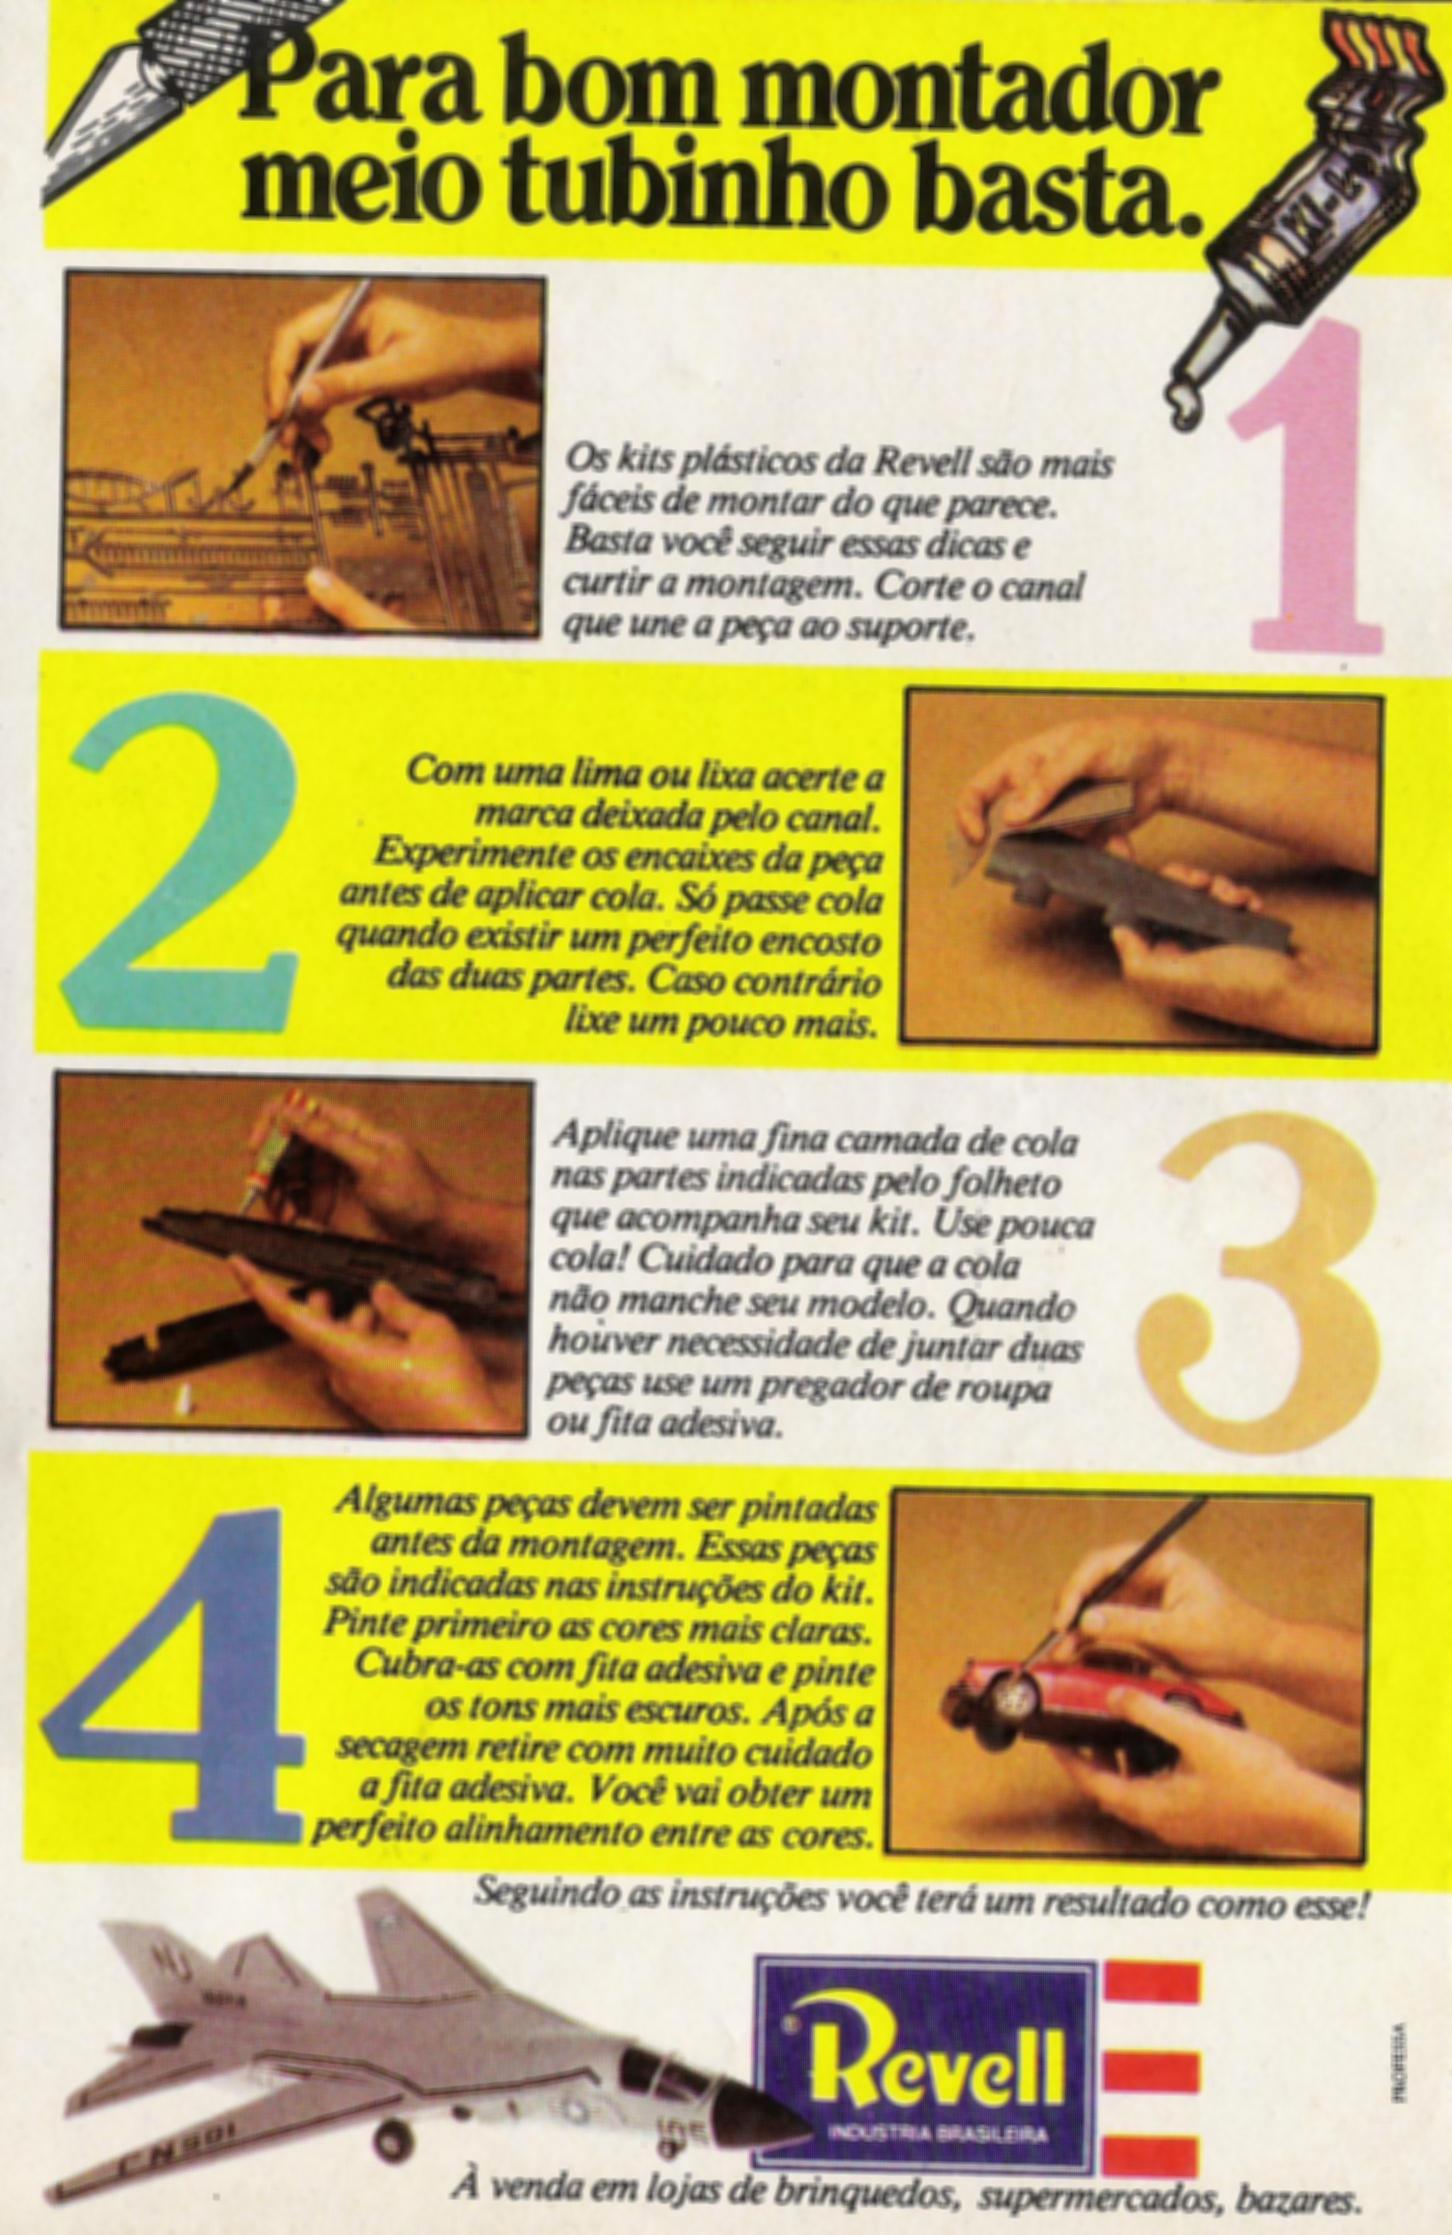 Para bom montador
meio tubinho basta.
1
Os kits plásticos da Revell são mais
fáceis de montar do que parece.
Basta você seguir essas dicas e
curtir a montagem. Corte o canal
que une a peça ao suporte.
2
Com uma lima ou lixa acerte a
marca deixada pelo canal.
Experimente os encaixes da peça
antes de aplicar cola. Só passe cola
quando existir um perfeito encosto
das duas partes. Caso contrário
lixe um pouco mais.
3
Aplique uma fina camada de cola
nas partes indicadas pelo folheto
que acompanha seu kit. Use pouca
cola! Cuidado para que a cola
não manche seu modelo. Quando
houver necessidade de juntar duas
peças use um pregador de roupa
ou fita adesiva.
4
Algumas peças devem ser pintadas
antes da montagem. Essas peças
são indicadas nas instruções do kit.
Pinte primeiro as cores mais claras.
Cubra-as com fita adesiva e pinte
os tons mais escuros. Após a
secagem retire com muito cuidado
a fita adesiva. Você vai obter um
perfeito alinhamento entre as cores.
Seguindo as instruções você terá um resultado como esse!
NJ
® Revell
INDÚSTRIA BRASILEIRA
À venda em lojas de brinquedos, supermercados, bazares.